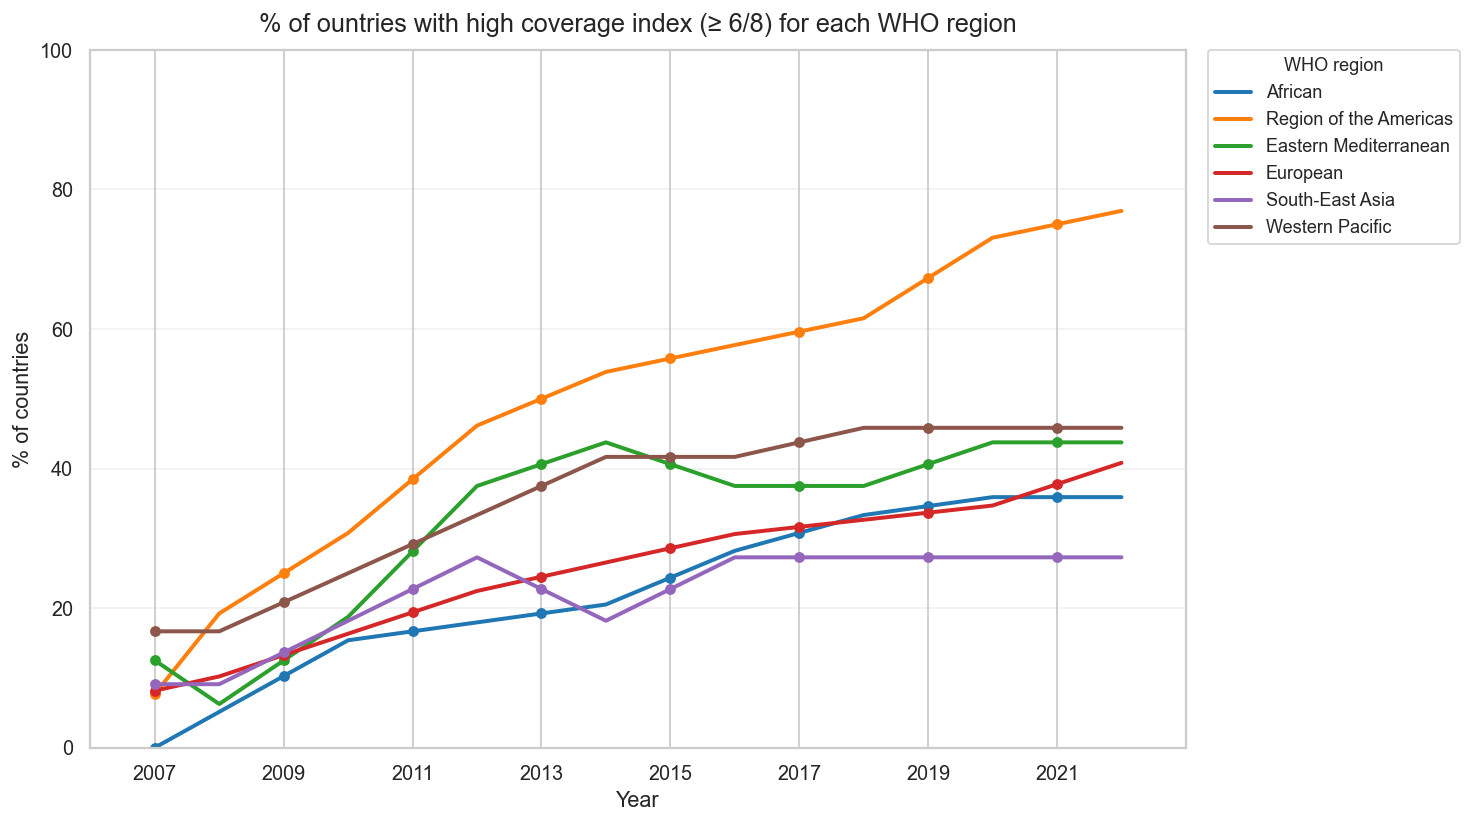 % of ountries with high coverage index (≥ 6/8) for each WHO region
100
80
60
40
20
0
% of countries
2007 2009 2011 2013 2015 2017 2019 2021
Year
WHO region
African
Region of the Americas
Eastern Mediterranean
European
South-East Asia
Western Pacific